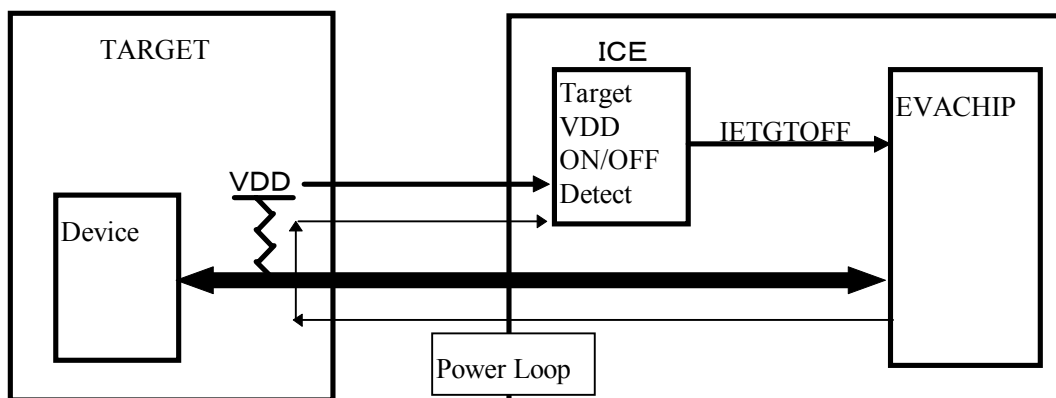 TARGET
ICE
Target
VDD
ON/OFF
Detect
IETGTOFF
EVACHIP
VDD
Device
Power Loop